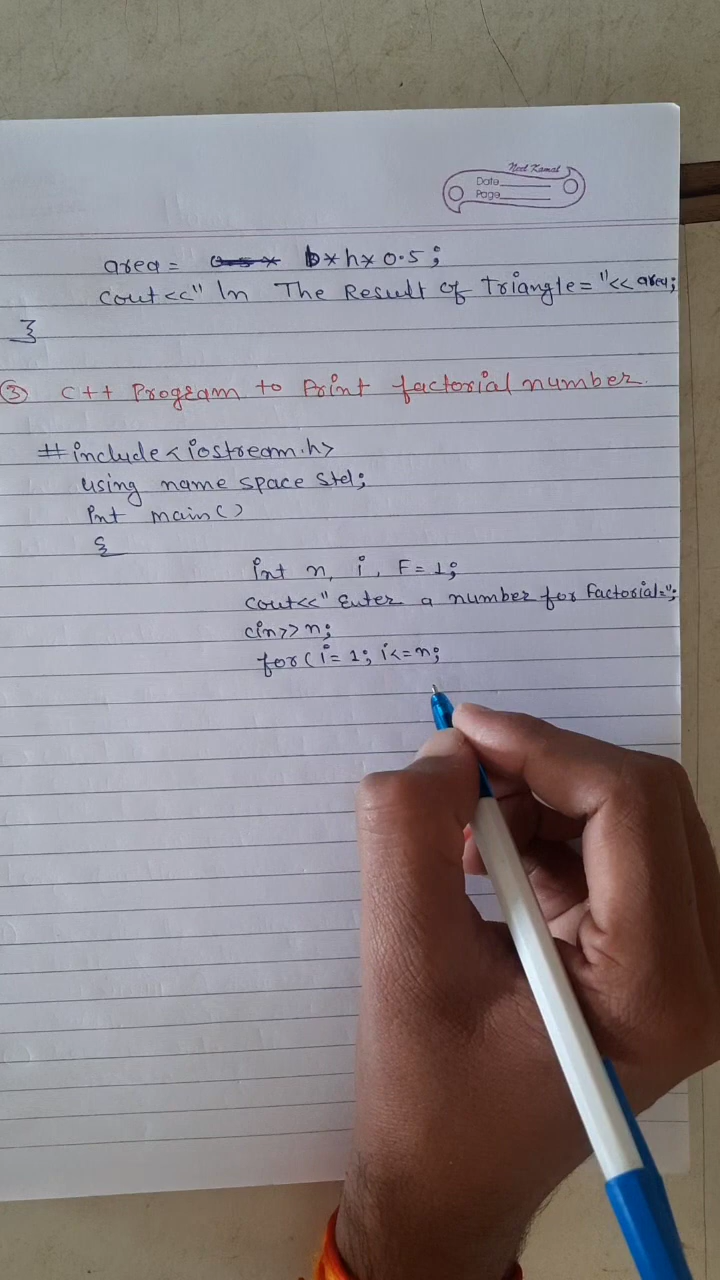 Neel Kamal
Date
Page
area = b*h*0.5;
cout<<" \n The Result of Triangle="<<area;
}
③ C++ Program to Print factorial number.
#include<iostream.h>
using name space std;
int main()
{
int n, i, F=1;
cout<<"Enter a number for Factorial=";
cin>>n;
for(i=1; i<=n;